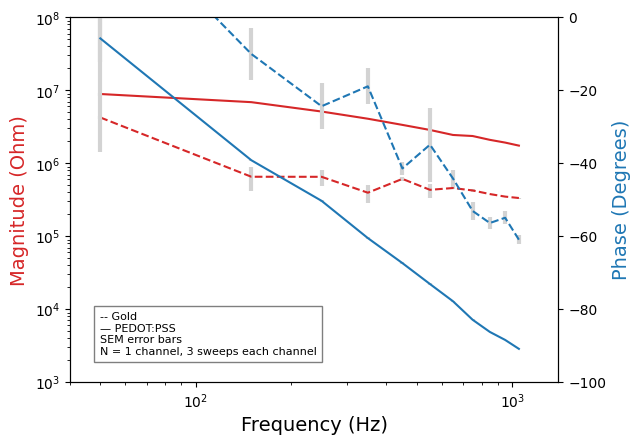 10^8
10^7
10^6
10^5
10^4
10^3
Magnitude (Ohm)
0
−20
−40
−60
−80
−100
Phase (Degrees)
-- Gold
— PEDOT:PSS
SEM error bars
N = 1 channel, 3 sweeps each channel
10^2
10^3
Frequency (Hz)